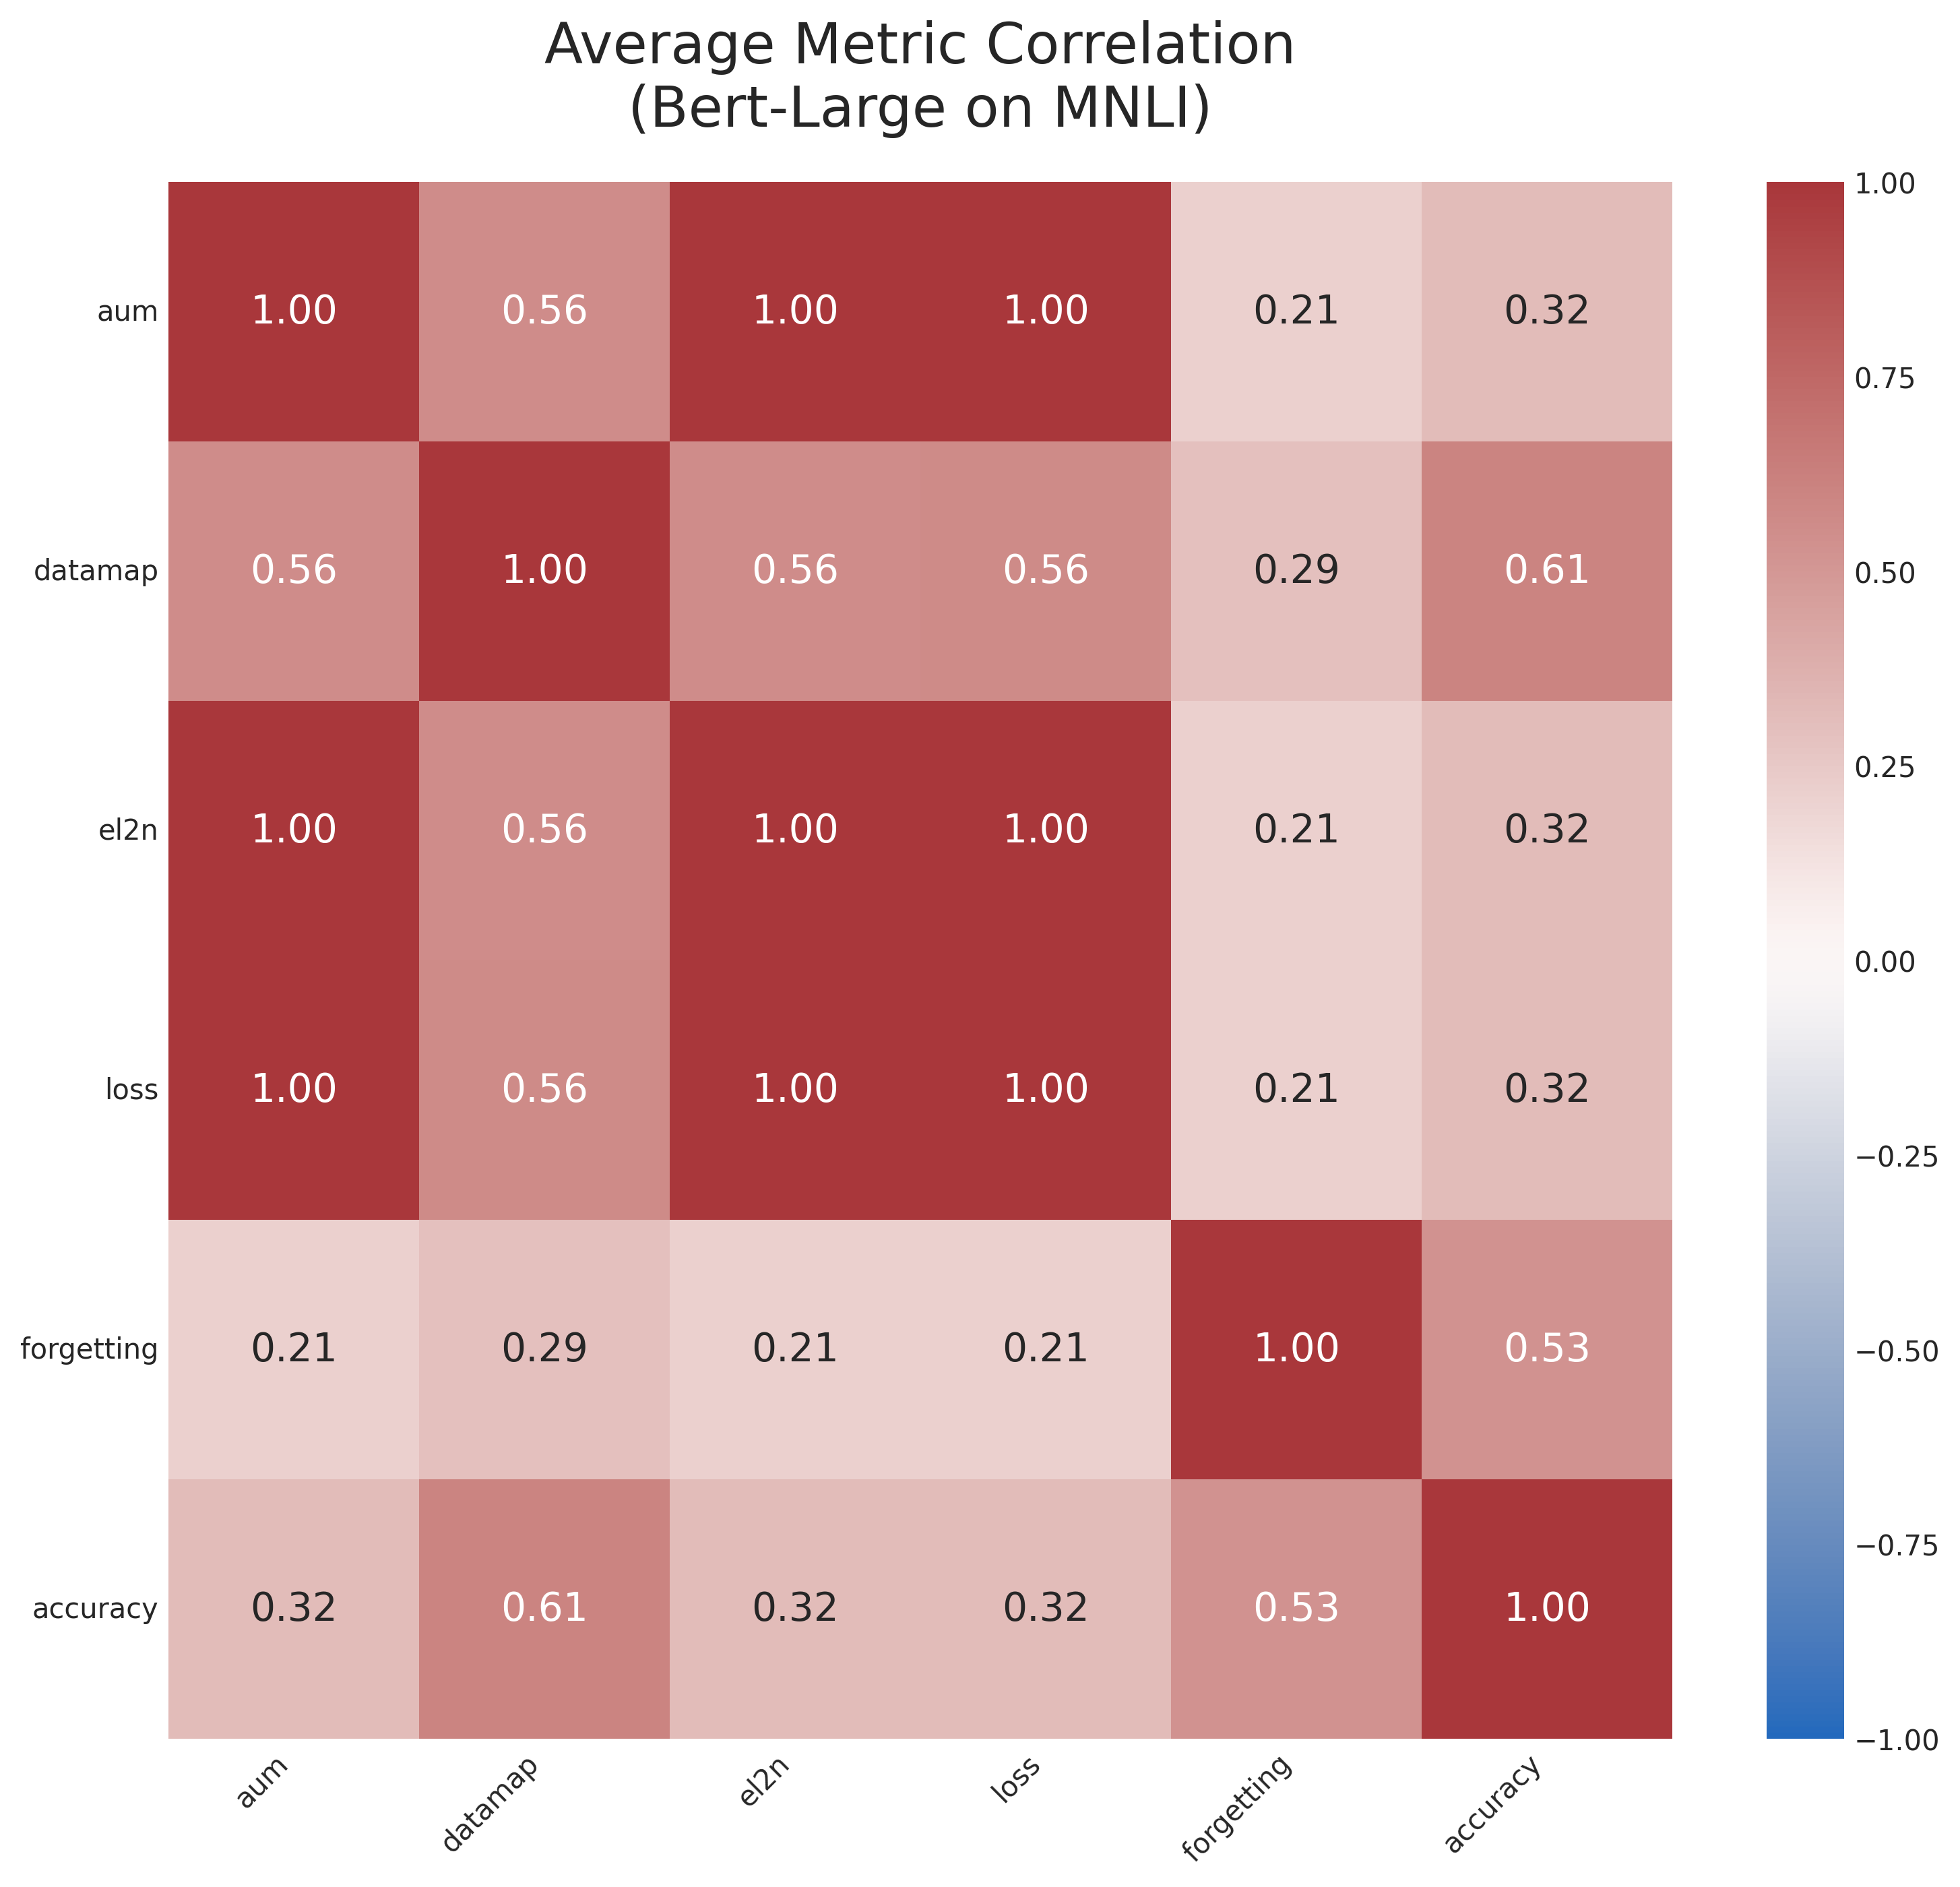 Average Metric Correlation
(Bert-Large on MNLI)
aum 1.00 0.56 1.00 1.00 0.21 0.32
datamap 0.56 1.00 0.56 0.56 0.29 0.61
el2n 1.00 0.56 1.00 1.00 0.21 0.32
loss 1.00 0.56 1.00 1.00 0.21 0.32
forgetting 0.21 0.29 0.21 0.21 1.00 0.53
accuracy 0.32 0.61 0.32 0.32 0.53 1.00
aum datamap el2n loss forgetting accuracy
1.00
0.75
0.50
0.25
0.00
−0.25
−0.50
−0.75
−1.00